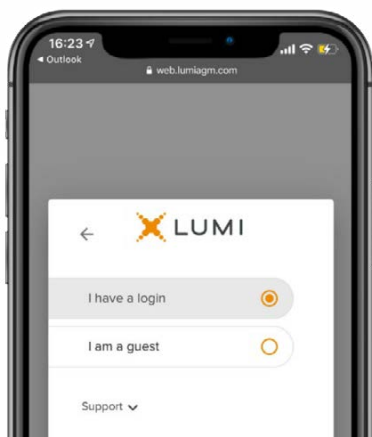 16:23
Outlook
web.lumiagm.com
LUMI
I have a login
I am a guest
Support